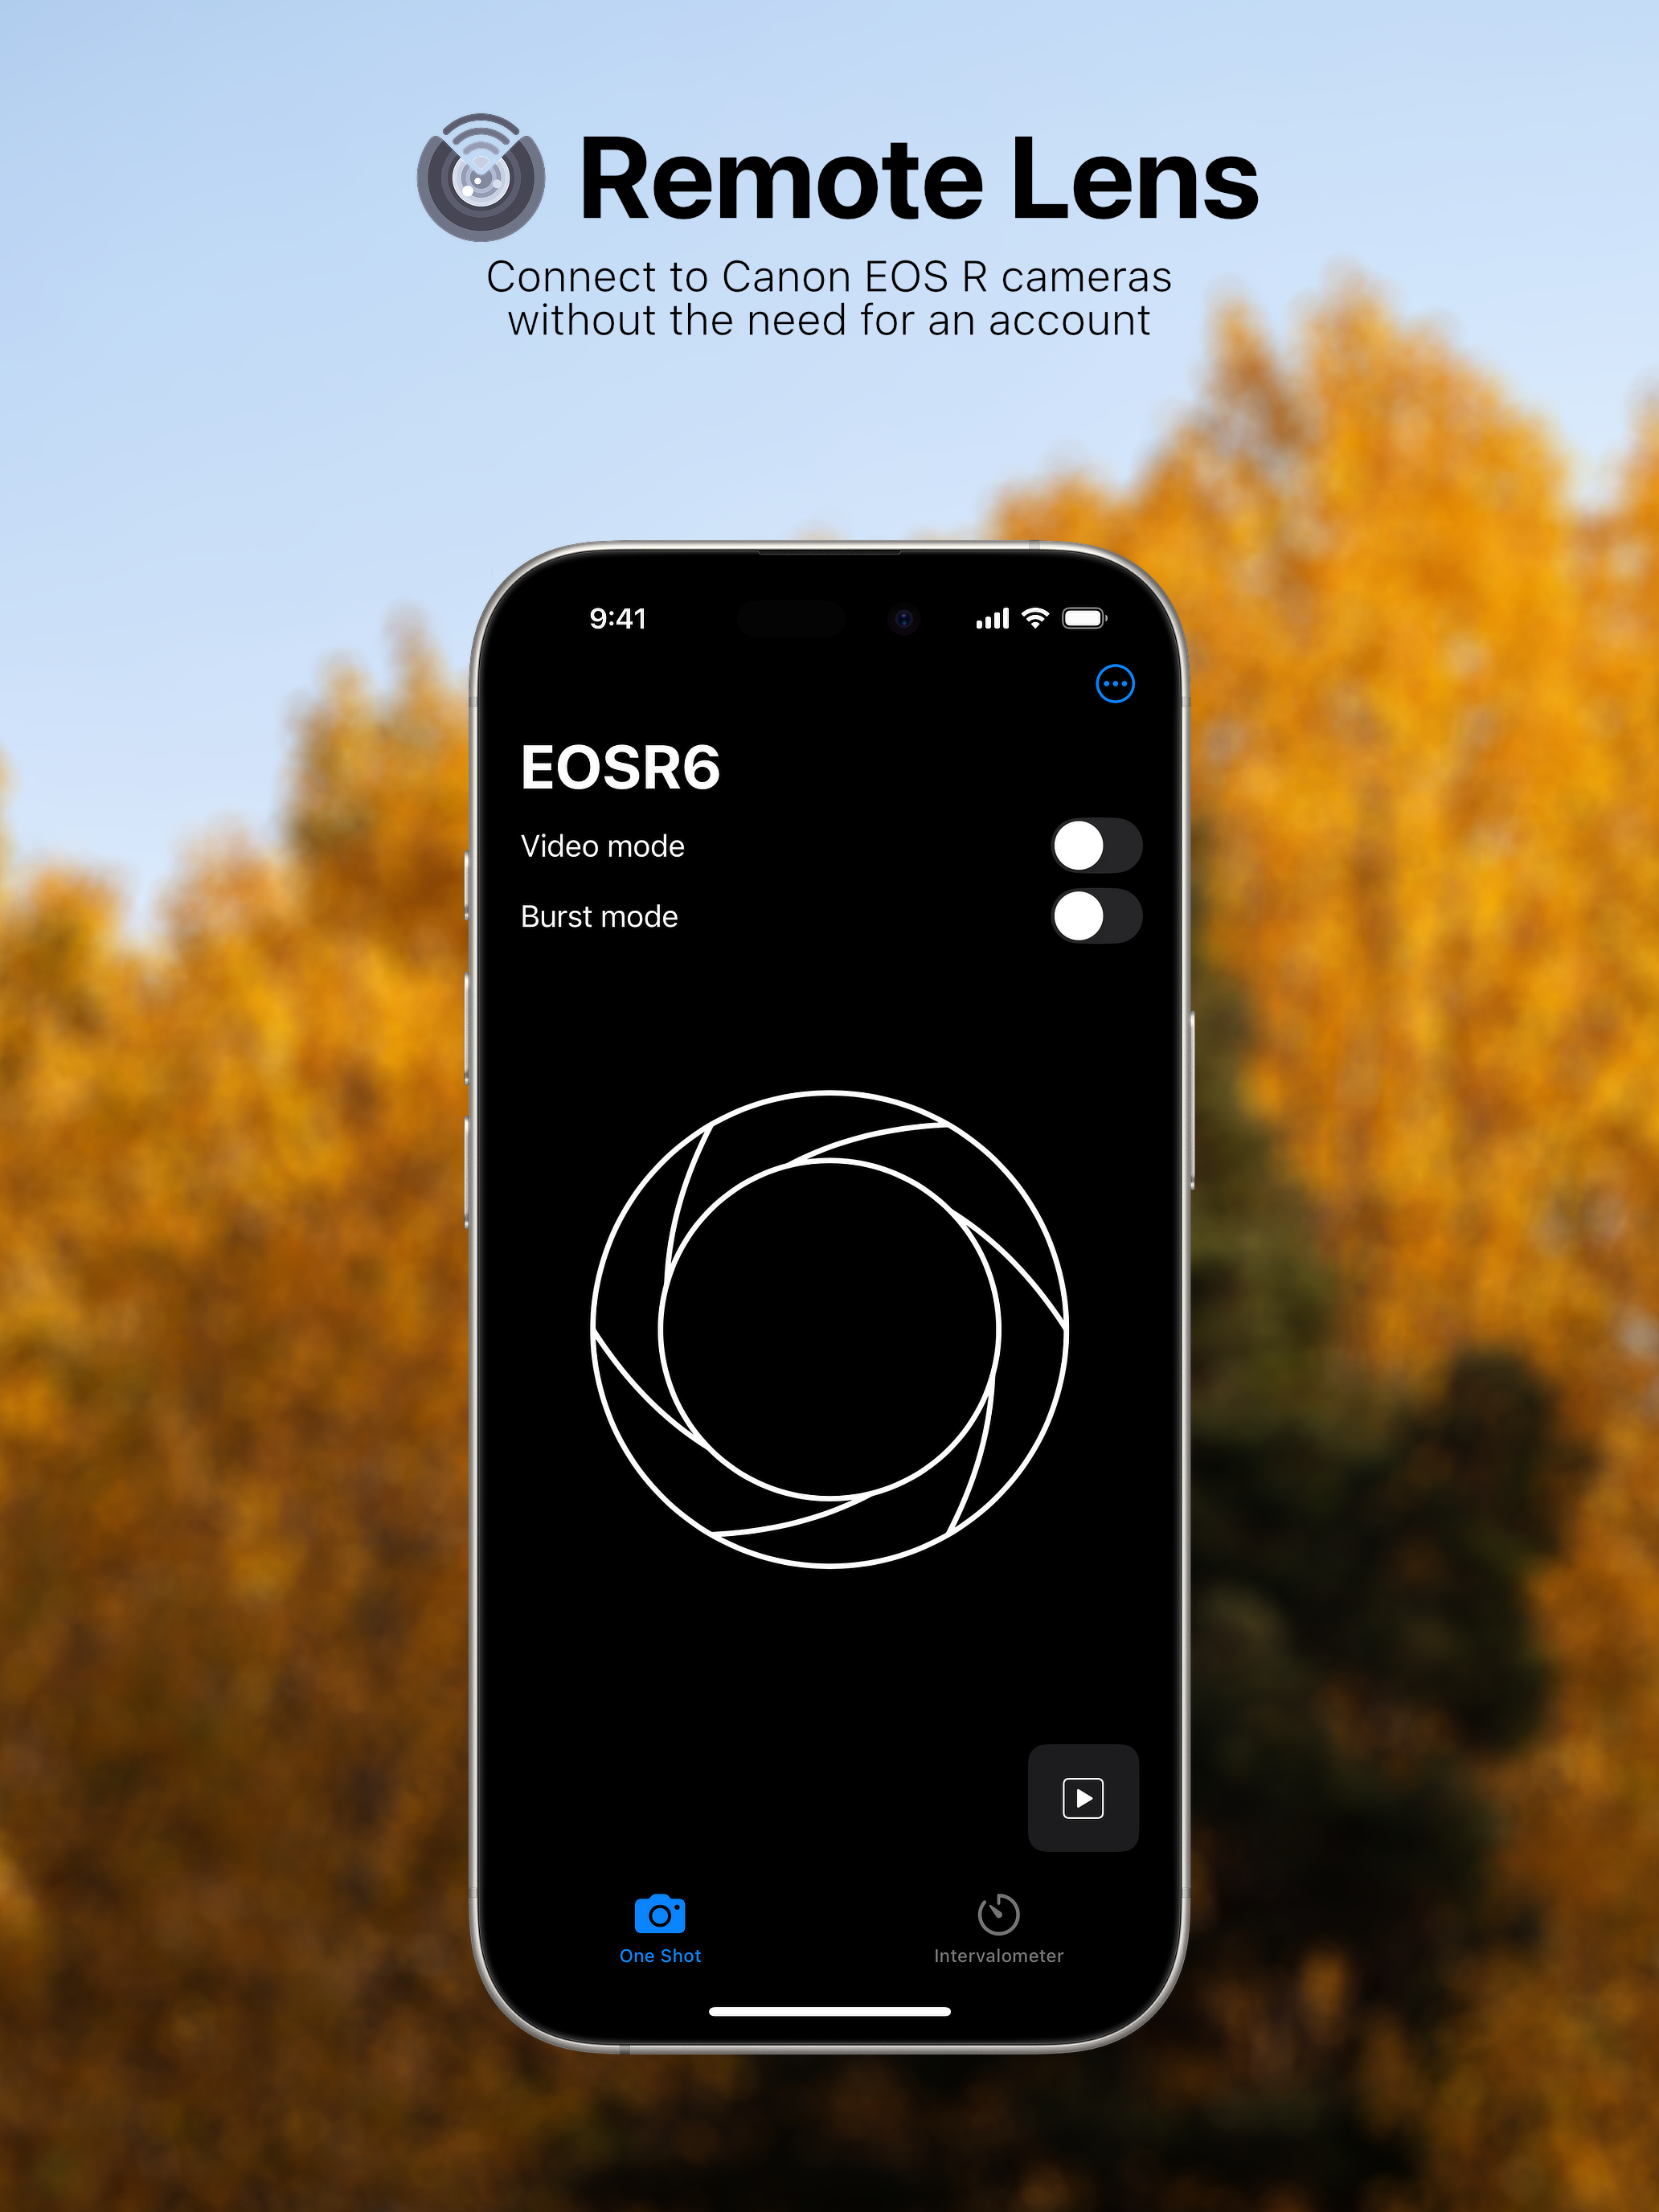 Remote Lens
Connect to Canon EOS R cameras
without the need for an account
9:41
EOSR6
Video mode
Burst mode
One Shot
Intervalometer